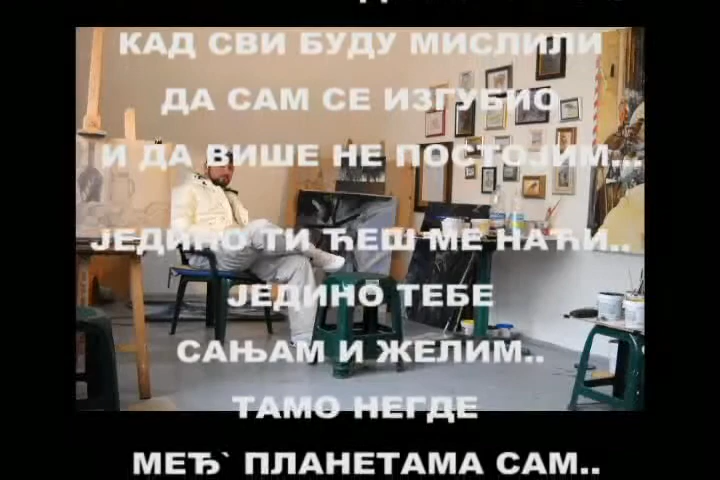 КАД СВИ БУДУ МИСЛИЛИ
ДА САМ СЕ ИЗГУБИО
И ДА ВИШЕ НЕ ПОСТОЈИМ...
ЈЕДИНО ТИ ЋЕШ МЕ НАЋИ..
ЈЕДИНО ТЕБЕ
САЊАМ И ЖЕЛИМ..
ТАМО НЕГДЕ
МЕЂ` ПЛАНЕТАМА САМ..